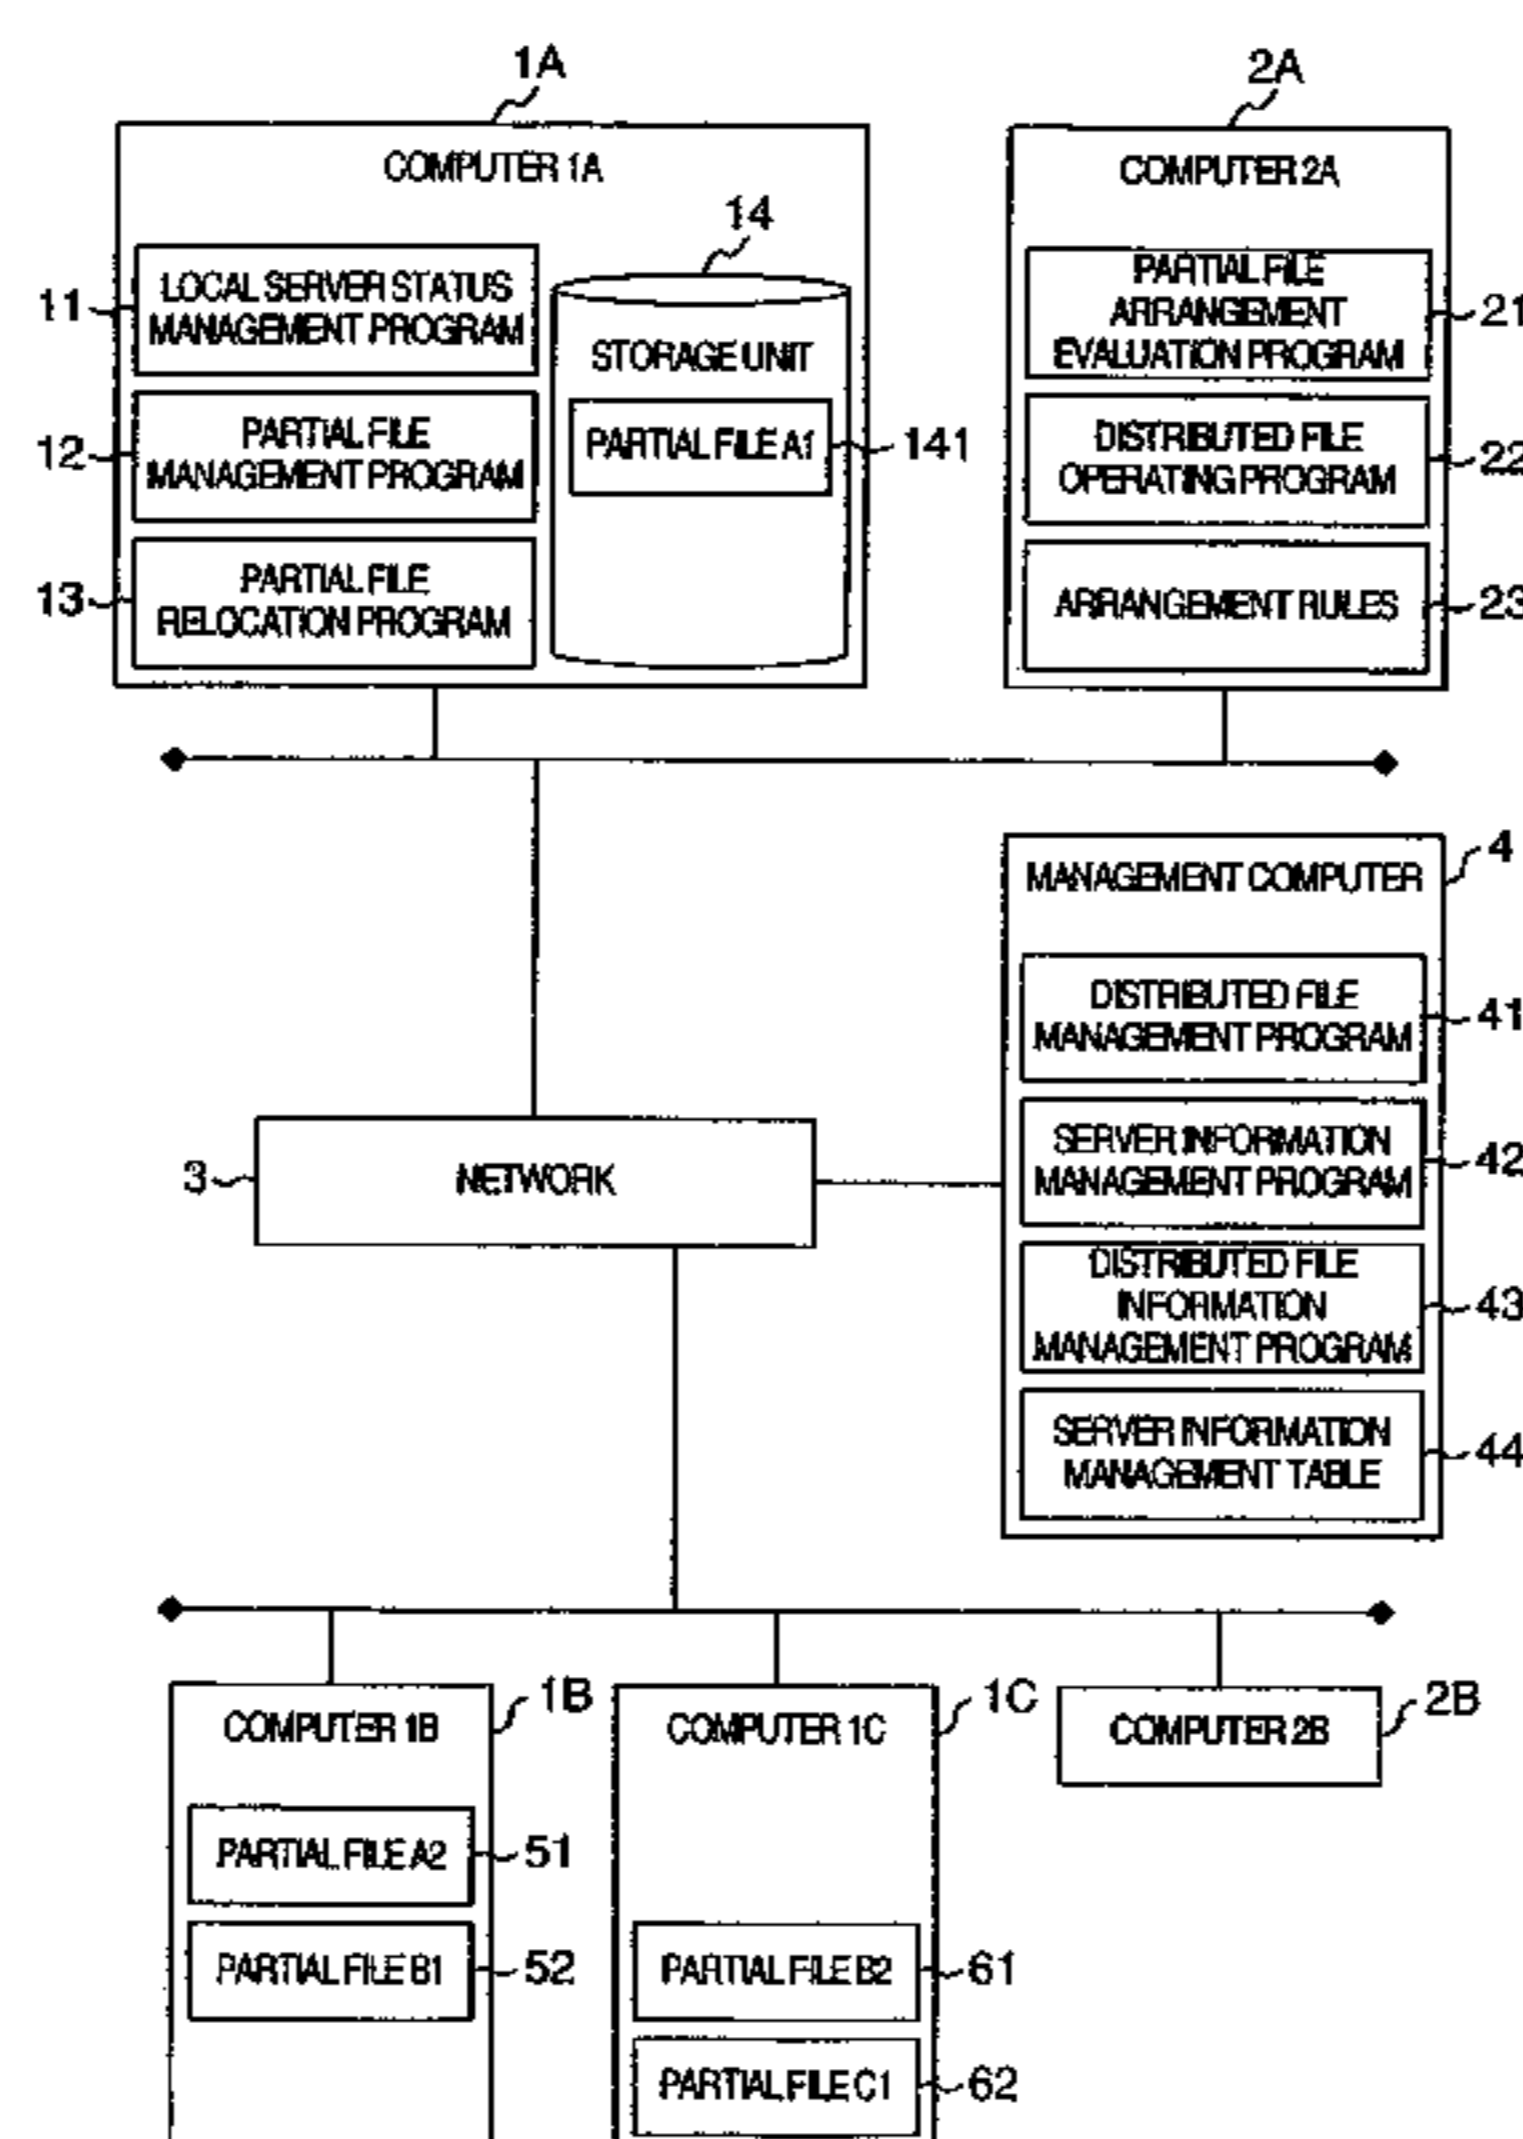 1A
2A
COMPUTER 1A
COMPUTER 2A
14
11
LOCAL SERVER STATUS
MANAGEMENT PROGRAM
STORAGE UNIT
PARTIAL FILE A1
141
12
PARTIAL FILE
MANAGEMENT PROGRAM
13
PARTIAL FILE
RELOCATION PROGRAM
PARTIAL FILE
ARRANGEMENT
EVALUATION PROGRAM
21
DISTRIBUTED FILE
OPERATING PROGRAM
22
ARRANGEMENT RULES
23
4
MANAGEMENT COMPUTER
DISTRIBUTED FILE
MANAGEMENT PROGRAM
41
SERVER INFORMATION
MANAGEMENT PROGRAM
42
DISTRIBUTED FILE
INFORMATION
MANAGEMENT PROGRAM
43
SERVER INFORMATION
MANAGEMENT TABLE
44
3
NETWORK
1B
COMPUTER 1B
PARTIAL FILE A2
51
PARTIAL FILE B1
52
1C
COMPUTER 1C
PARTIAL FILE B2
61
PARTIAL FILE C1
62
2B
COMPUTER 2B